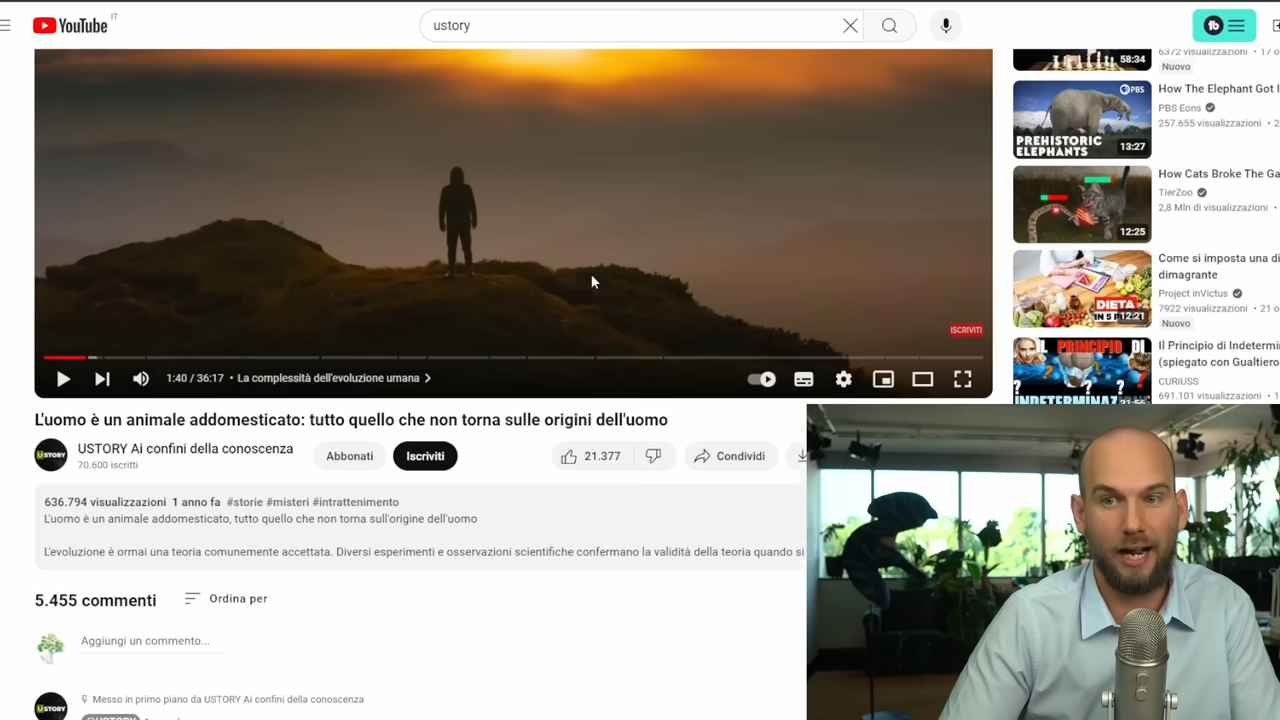 YouTube IT
ustory
ISCRIVITI
1:40 / 36:17 • La complessità dell'evoluzione umana
L'uomo è un animale addomesticato: tutto quello che non torna sulle origini dell'uomo
USTORY
USTORY Ai confini della conoscenza
70.600 iscritti
Abbonati
Iscriviti
21.377
Condividi
636.794 visualizzazioni 1 anno fa #storie #misteri #intrattenimento
L'uomo è un animale addomesticato, tutto quello che non torna sull'origine dell'uomo
L'evoluzione è ormai una teoria comunemente accettata. Diversi esperimenti e osservazioni scientifiche confermano la validità della teoria quando si
5.455 commenti
Ordina per
Aggiungi un commento...
USTORY
Messo in primo piano da USTORY Ai confini della conoscenza
58:34
6372 visualizzazioni • 17 o
Nuovo
PBS
PREHISTORIC
ELEPHANTS
13:27
How The Elephant Got I
PBS Eons
257.655 visualizzazioni • 2
12:25
How Cats Broke The Ga
TierZoo
2,8 Mln di visualizzazioni •
DIETA
IN 5 P
12:21
Come si imposta una di
dimagrante
Project inVictus
7922 visualizzazioni • 21 o
Nuovo
IL PRINCIPIO DI
INDETERMINAZ
Il Principio di Indetermi
(spiegato con Gualtiero
CURIUSS
691.101 visualizzazioni • 1